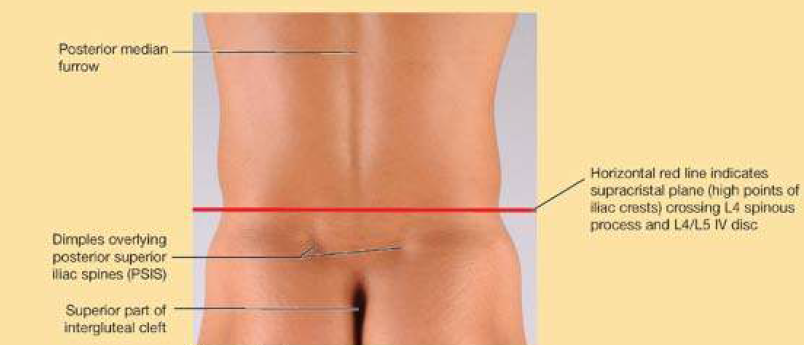 Posterior median
furrow
Horizontal red line indicates
supracristal plane (high points of
iliac crests) crossing L4 spinous
process and L4/L5 IV disc
Dimples overlying
posterior superior
iliac spines (PSIS)
Superior part of
intergluteal cleft